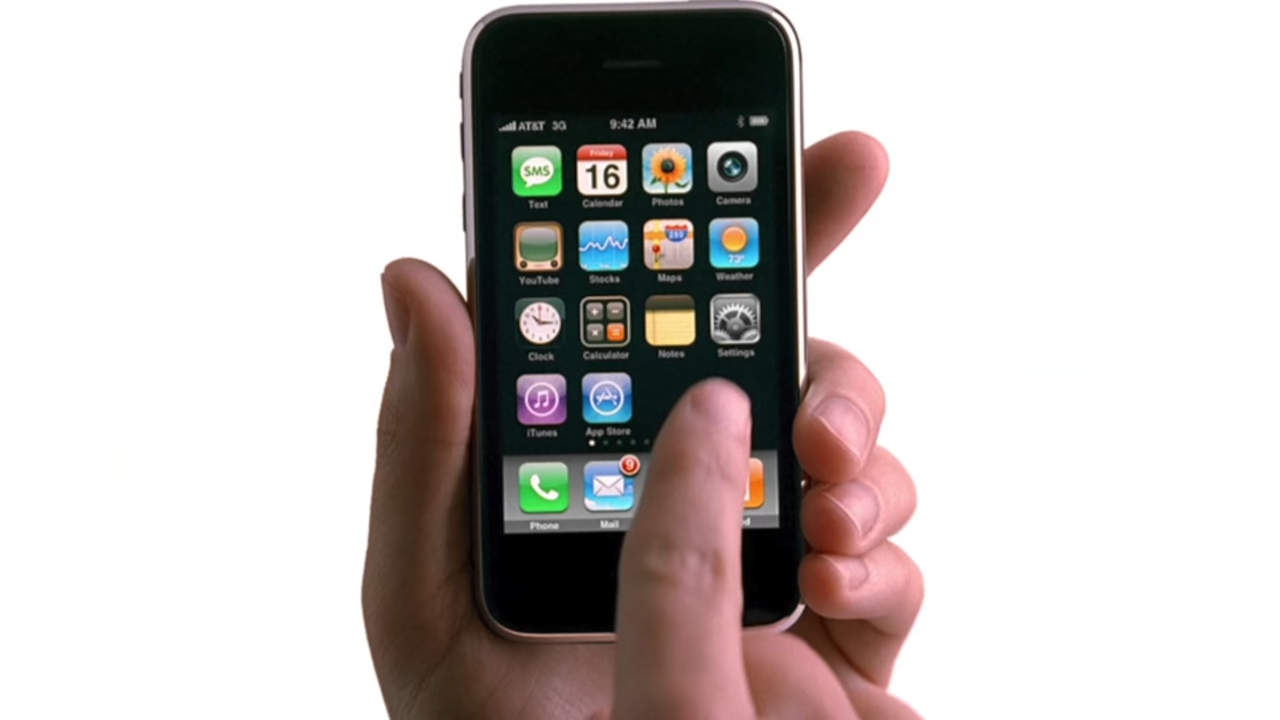 AT&T 3G 9:42 AM
SMS Friday 16
Text Calendar Photos Camera
280 73°
YouTube Stocks Maps Weather
Clock Calculator Notes Settings
iTunes App Store
9
Phone Mail